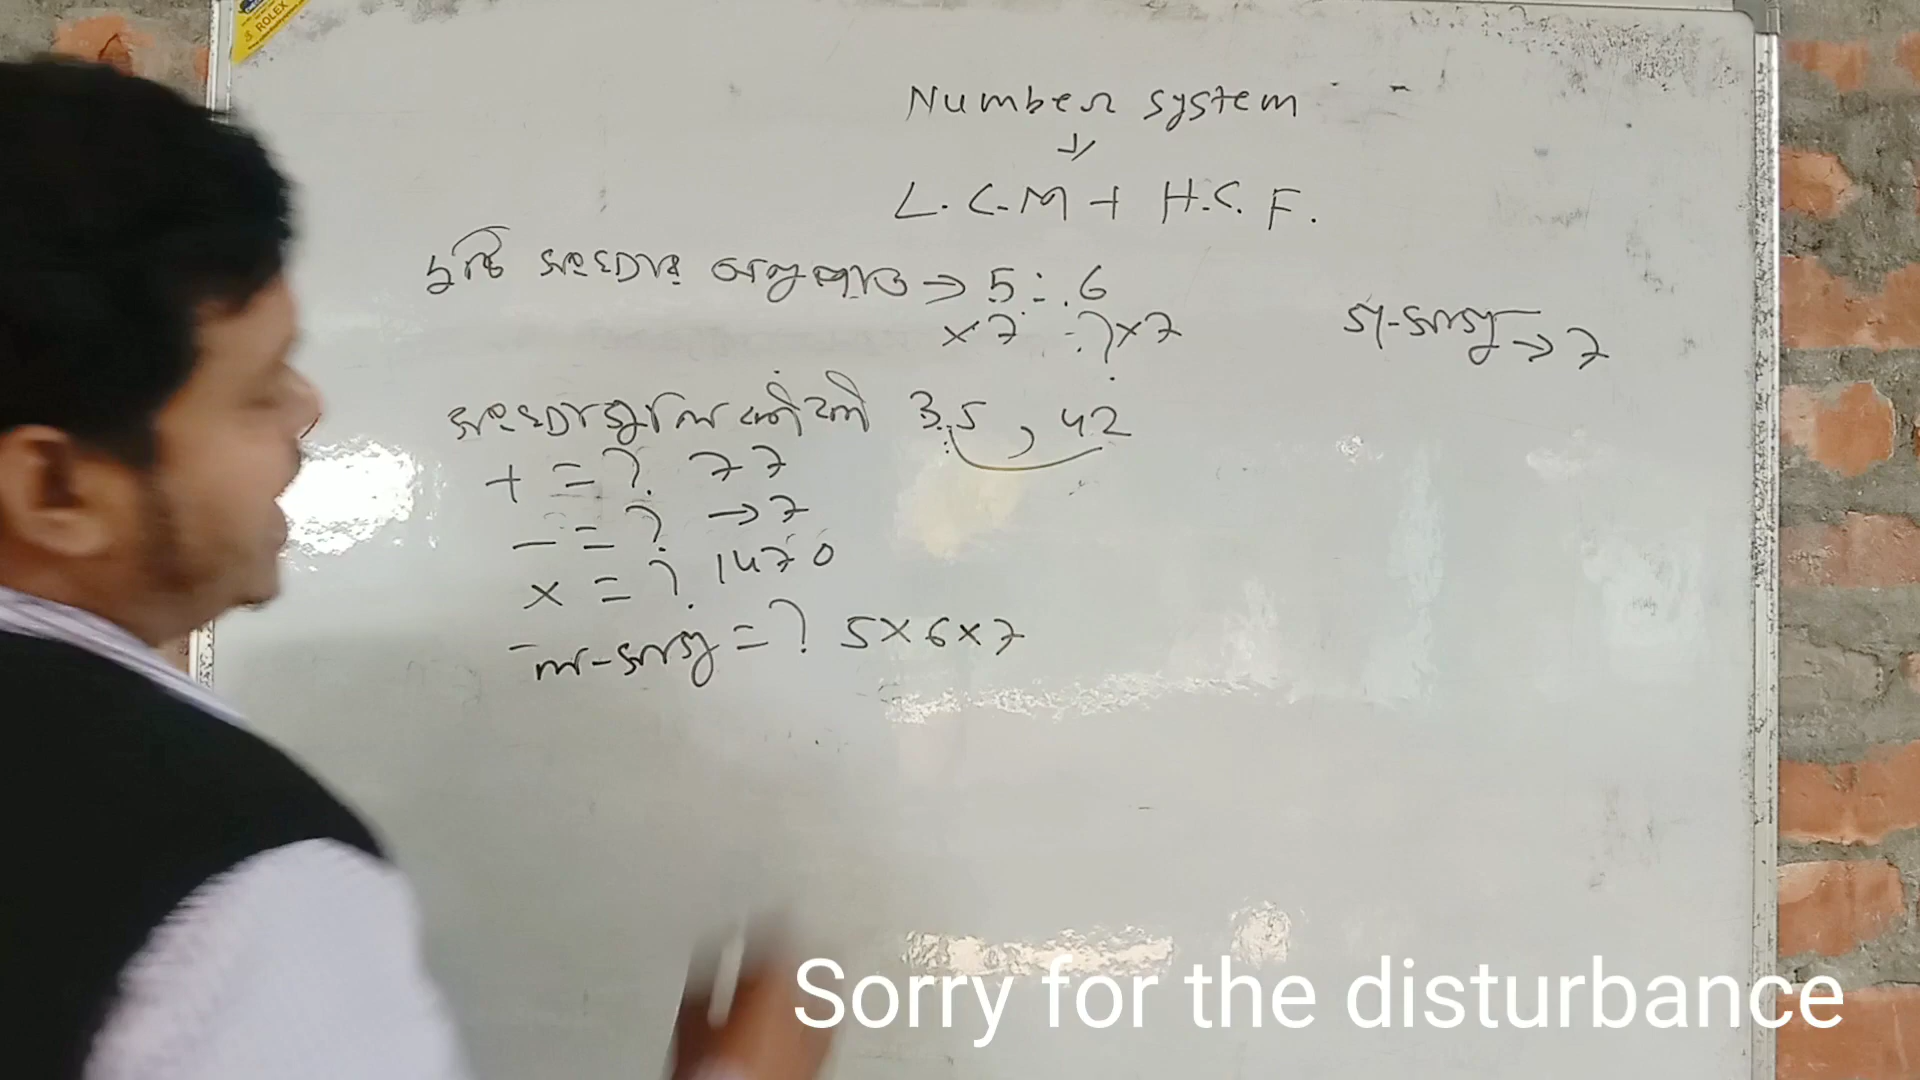 ROLEX
Number system
L.C.M + H.C.F.
দুটি সংখ্যার অনুপাত → 5 : 6
×7 ? ×7
গ.সা.গু → 7
সংখ্যাগুলি কী কী 35, 42
+ = ? 77
- = ? → 7
× = ? 1470
ল-সাগু = ? 5×6×7
Sorry for the disturbance